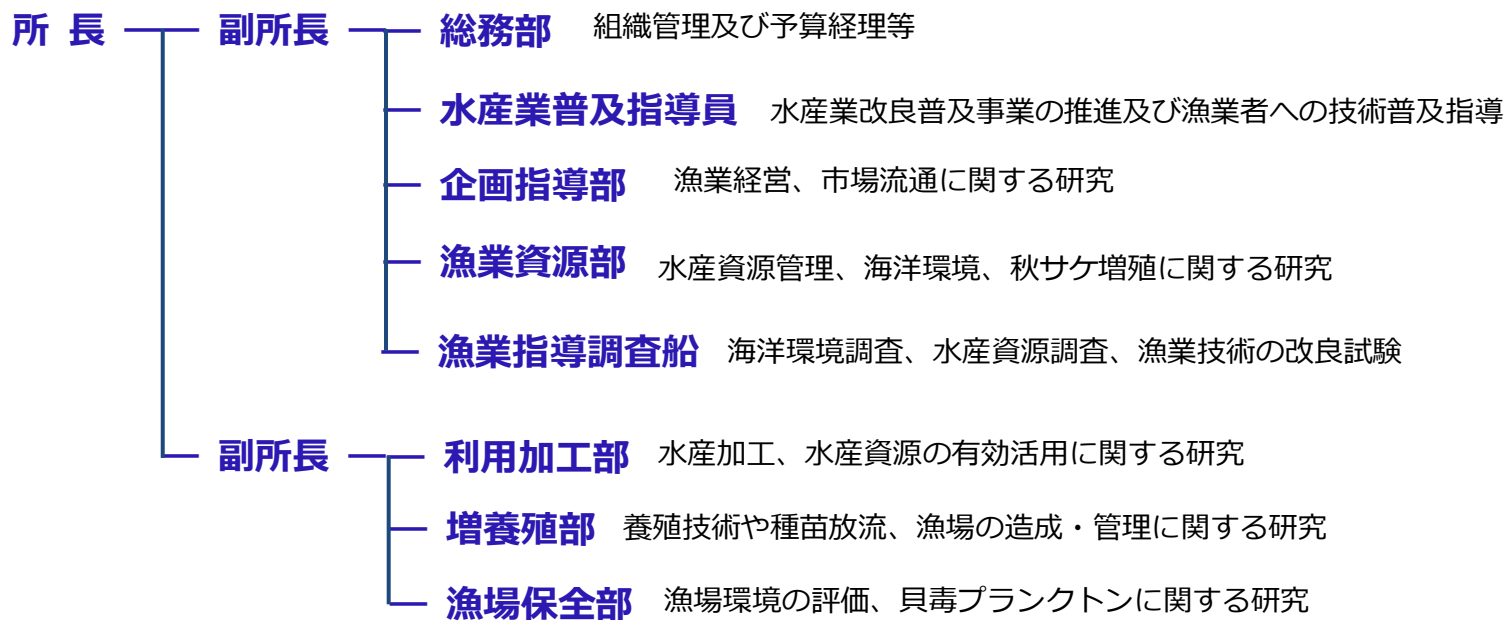 所 長 副所長 総務部 組織管理及び予算経理等
水産業普及指導員 水産業改良普及事業の推進及び漁業者への技術普及指導
企画指導部 漁業経営、市場流通に関する研究
漁業資源部 水産資源管理、海洋環境、秋サケ増殖に関する研究
漁業指導調査船 海洋環境調査、水産資源調査、漁業技術の改良試験
副所長 利用加工部 水産加工、水産資源の有効活用に関する研究
増養殖部 養殖技術や種苗放流、漁場の造成・管理に関する研究
漁場保全部 漁場環境の評価、貝毒プランクトンに関する研究